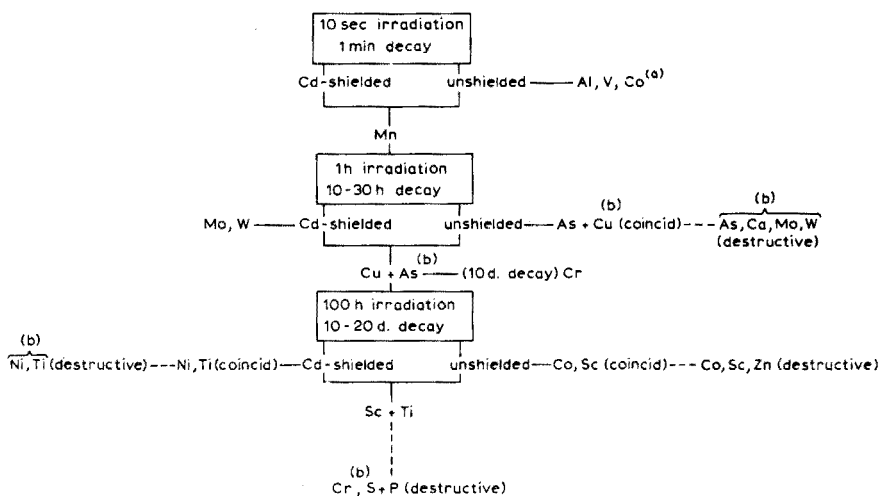 10 sec irradiation
1 min decay
Cd-shielded unshielded Al, V, Co(a)
Mn
1h irradiation
10-30h decay
(b) (b)
Mo, W Cd-shielded unshielded As + Cu (coincid) As, Ca, Mo, W
(destructive)
(b)
Cu + As (10 d. decay) Cr
100 h irradiation
10-20 d. decay
(b)
Ni, Ti (destructive) Ni, Ti (coincid) Cd-shielded unshielded Co, Sc (coincid) Co, Sc, Zn (destructive)
Sc + Ti
(b)
Cr, S + P (destructive)